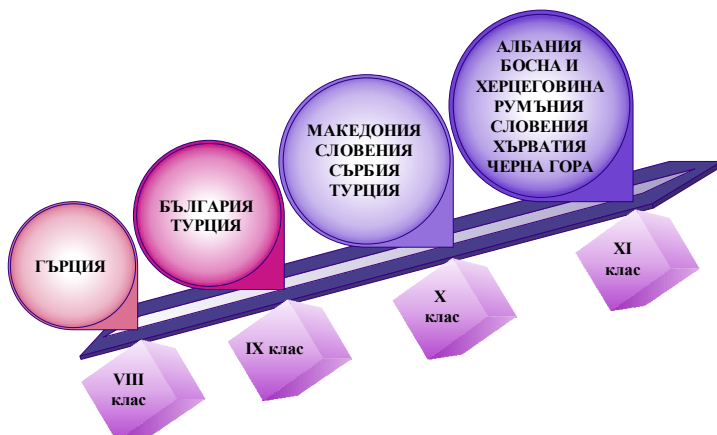 ГЪРЦИЯ
БЪЛГАРИЯ
ТУРЦИЯ
МАКЕДОНИЯ
СЛОВЕНИЯ
СЪРБИЯ
ТУРЦИЯ
АЛБАНИЯ
БОСНА И
ХЕРЦЕГОВИНА
РУМЪНИЯ
СЛОВЕНИЯ
ХЪРВАТИЯ
ЧЕРНА ГОРА
VIII
клас
IX клас
X
клас
XI
клас